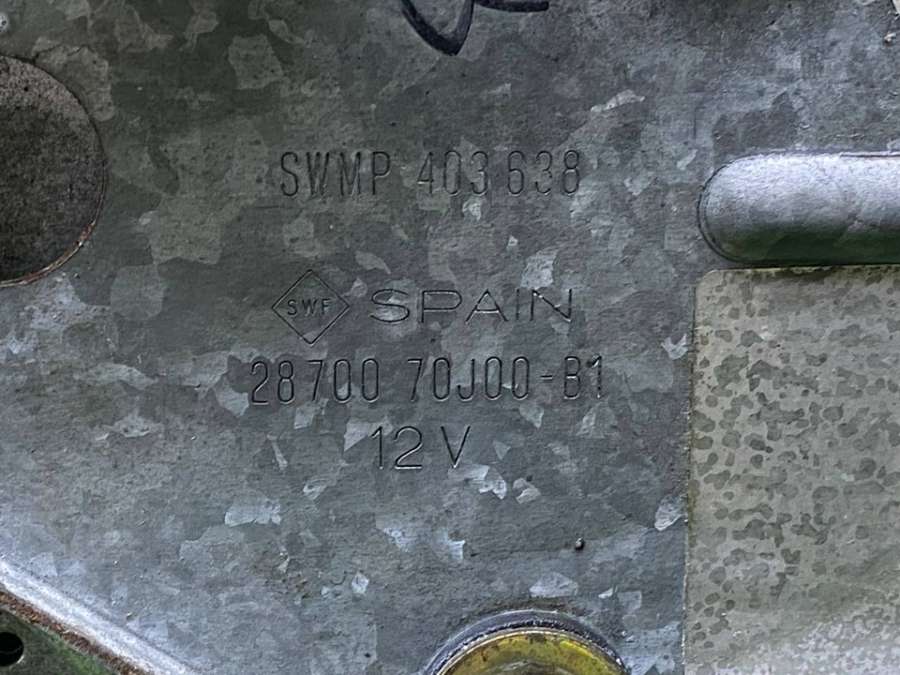 SWMP 403 638
SWF SPAIN
28700 70J00-B1
12V